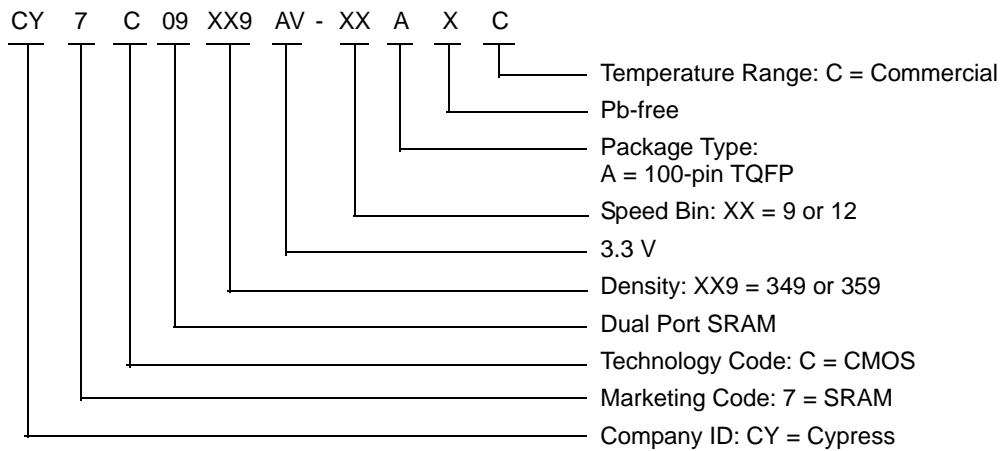 CY 7 C 09 XX9 AV - XX A X C
Temperature Range: C = Commercial
Pb-free
Package Type:
A = 100-pin TQFP
Speed Bin: XX = 9 or 12
3.3 V
Density: XX9 = 349 or 359
Dual Port SRAM
Technology Code: C = CMOS
Marketing Code: 7 = SRAM
Company ID: CY = Cypress